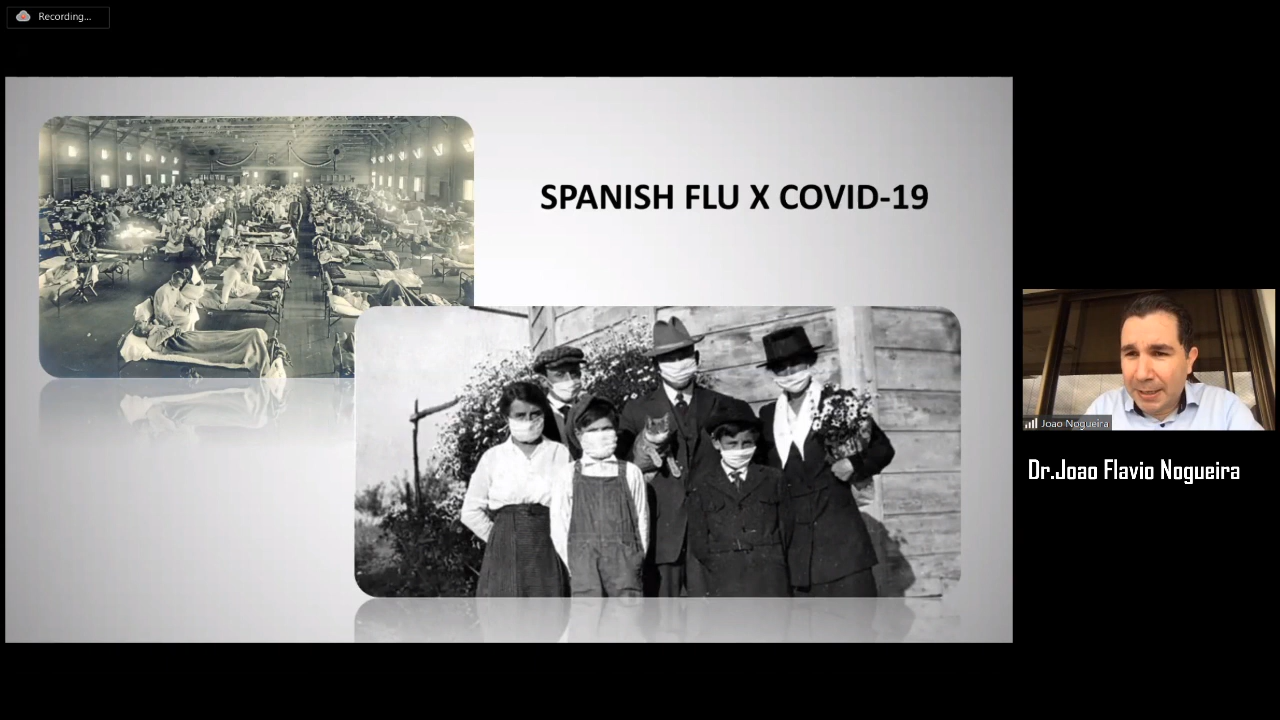 Recording...
SPANISH FLU X COVID-19
Joao Nogueira
Dr.Joao Flavio Nogueira